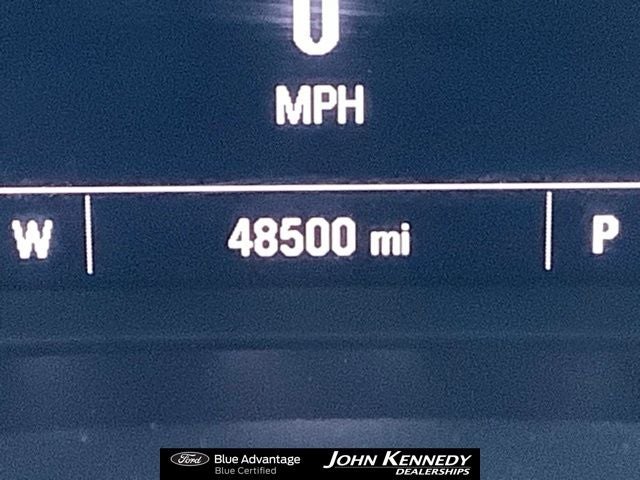 0
MPH
W 48500 mi P
Ford Blue Advantage
Blue Certified
JOHN KENNEDY
DEALERSHIPS